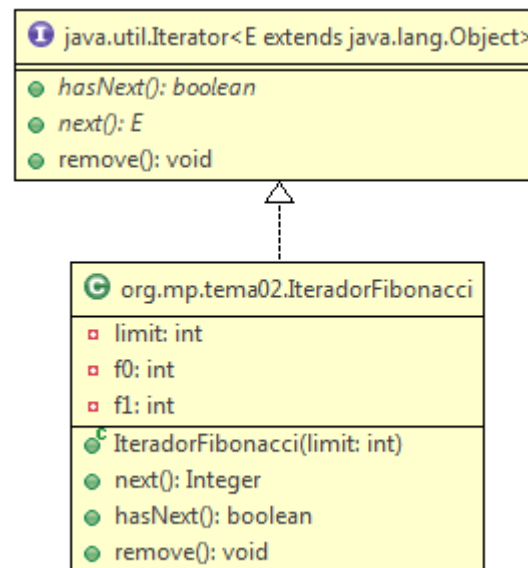 I java.util.Iterator<E extends java.lang.Object>
hasNext(): boolean
next(): E
remove(): void
C org.mp.tema02.IteradorFibonacci
limit: int
f0: int
f1: int
C IteradorFibonacci(limit: int)
next(): Integer
hasNext(): boolean
remove(): void